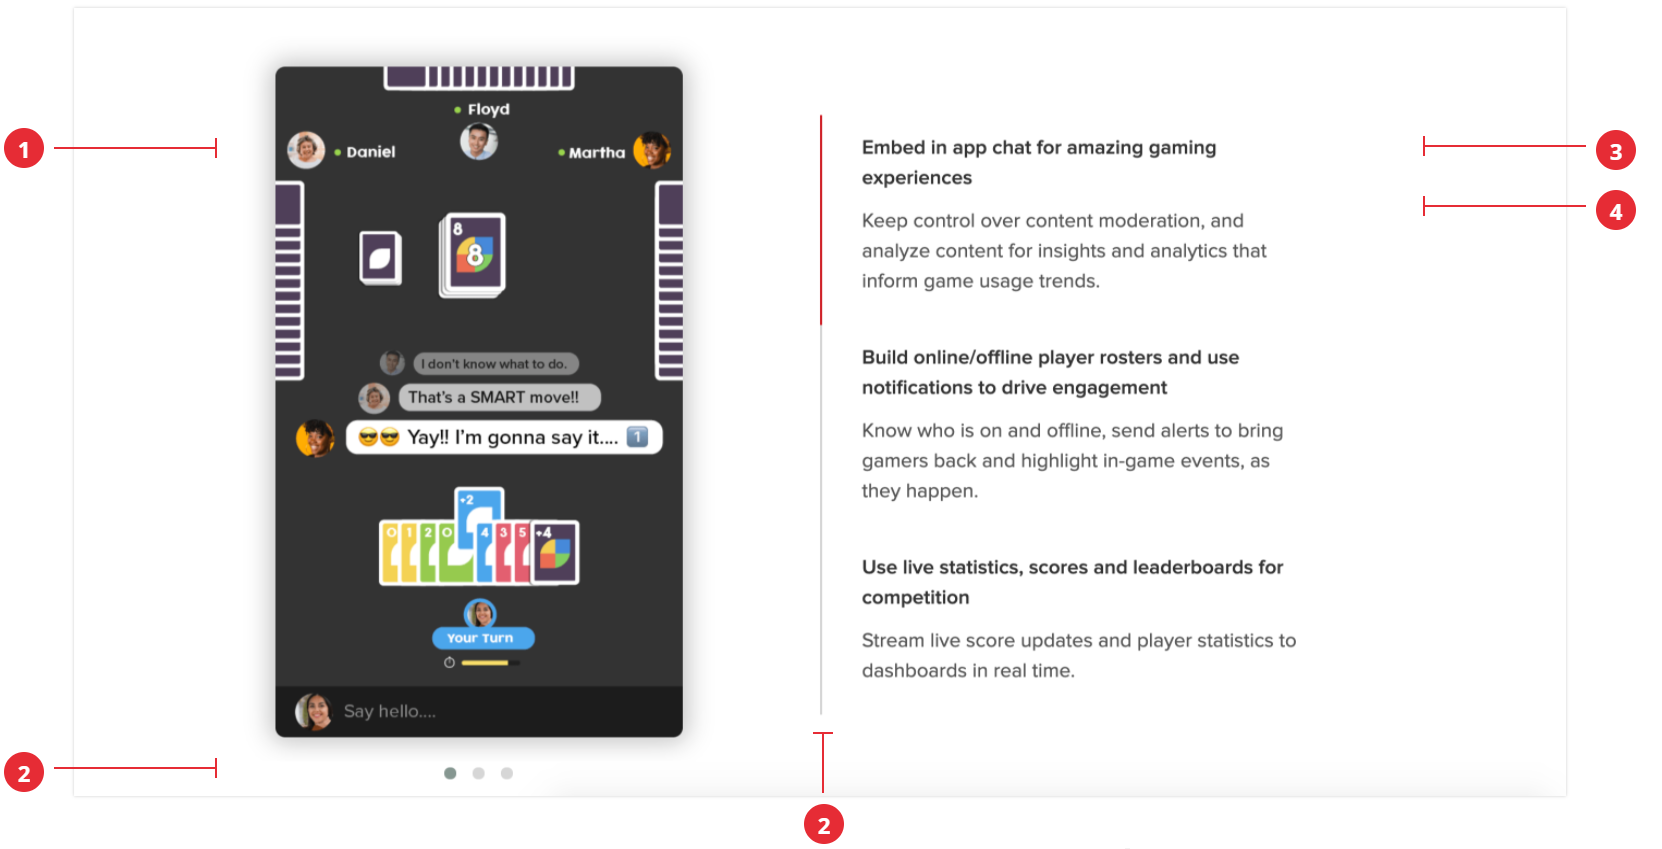 Floyd
Daniel
Martha
8
8
I don't know what to do.
That's a SMART move!!
😎😎 Yay!! I'm gonna say it.... 1️⃣
+2
0 1 2 0 4 3 5 +4
Your Turn
Say hello....
Embed in app chat for amazing gaming
experiences
Keep control over content moderation, and
analyze content for insights and analytics that
inform game usage trends.
Build online/offline player rosters and use
notifications to drive engagement
Know who is on and offline, send alerts to bring
gamers back and highlight in-game events, as
they happen.
Use live statistics, scores and leaderboards for
competition
Stream live score updates and player statistics to
dashboards in real time.
1
2
2
3
4